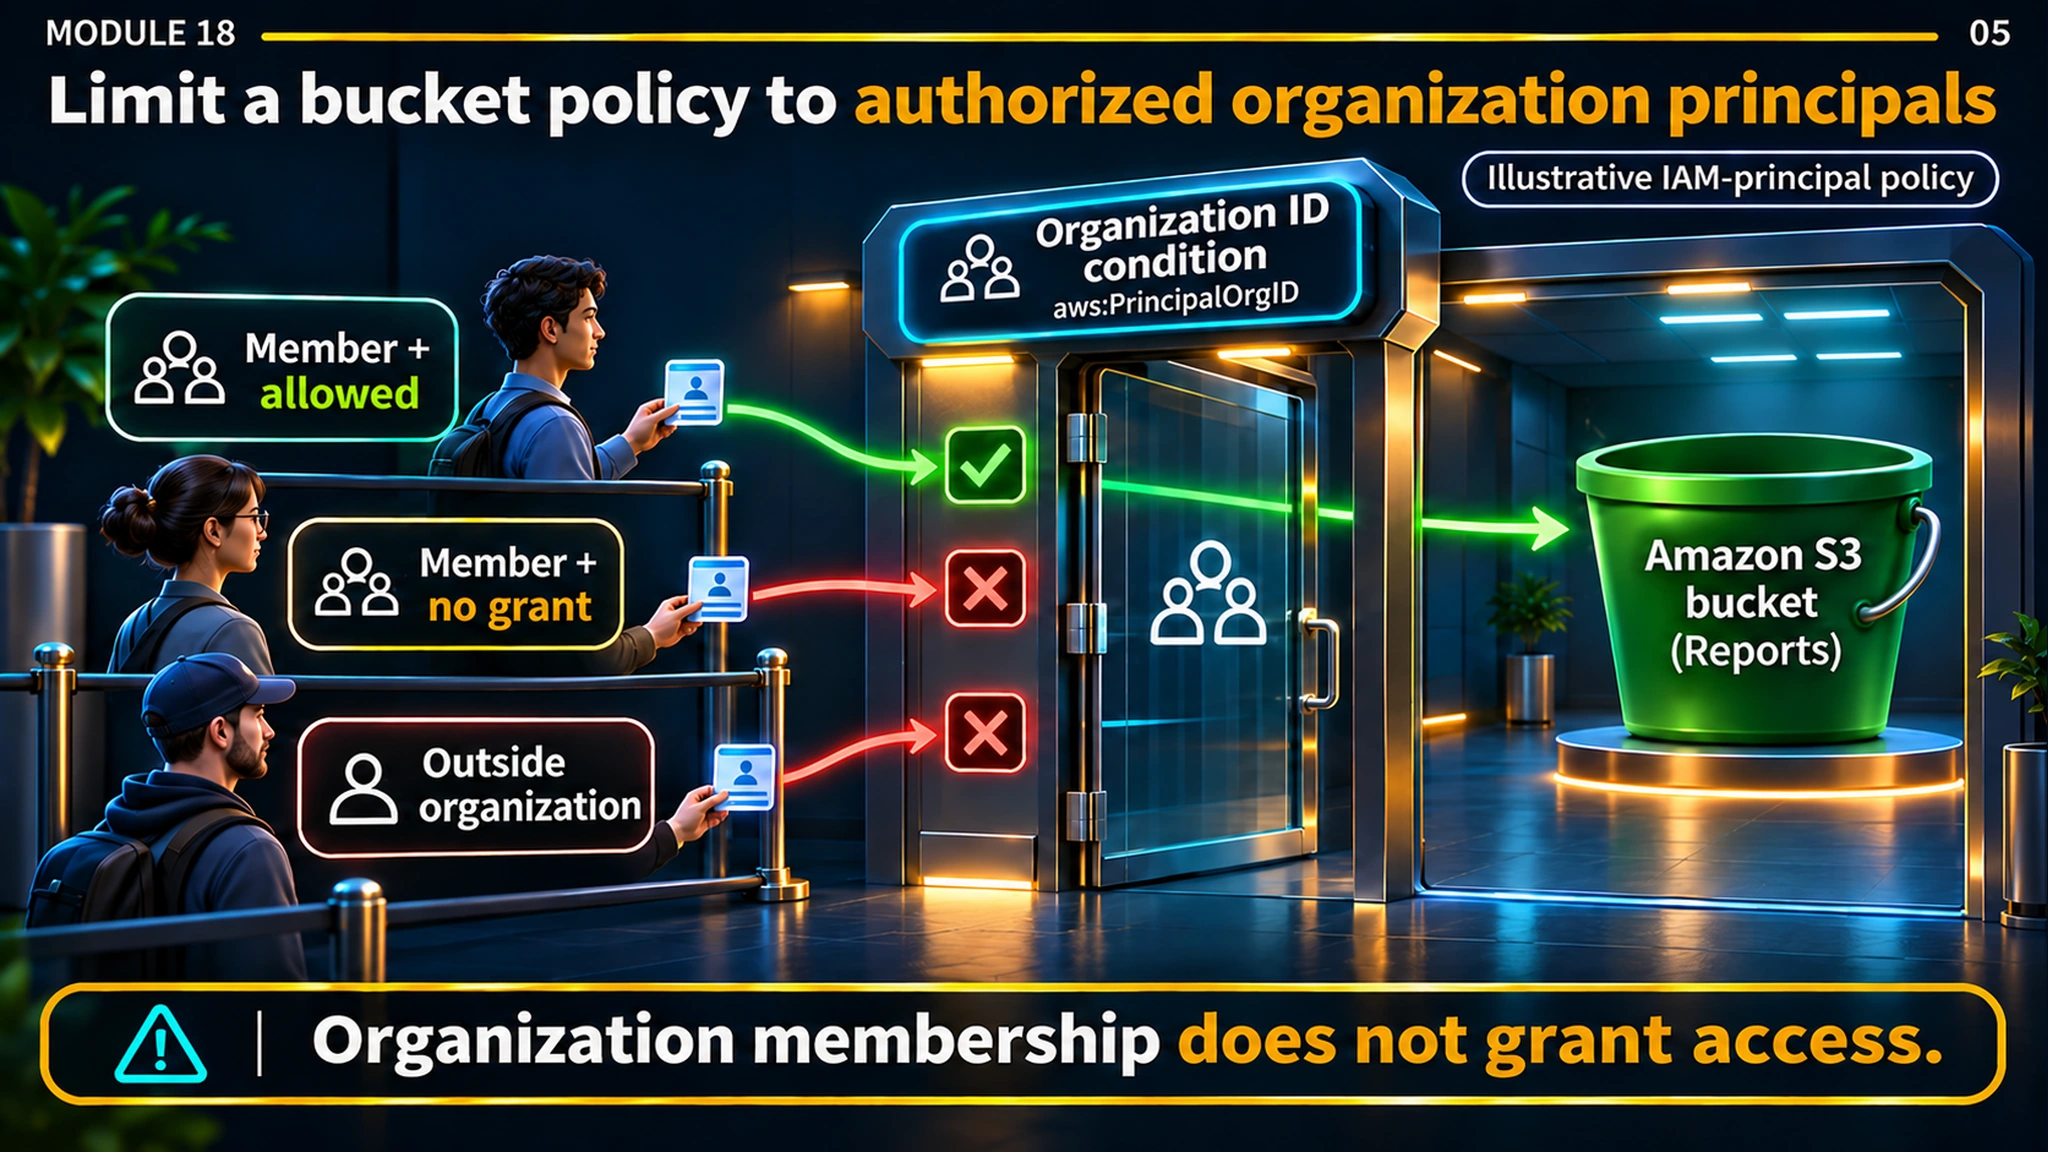 MODULE 18
05
Limit a bucket policy to authorized organization principals
Illustrative IAM-principal policy
Organization ID
condition
aws:PrincipalOrgID
Member +
allowed
Member +
no grant
Outside
organization
Amazon S3
bucket
(Reports)
Organization membership does not grant access.